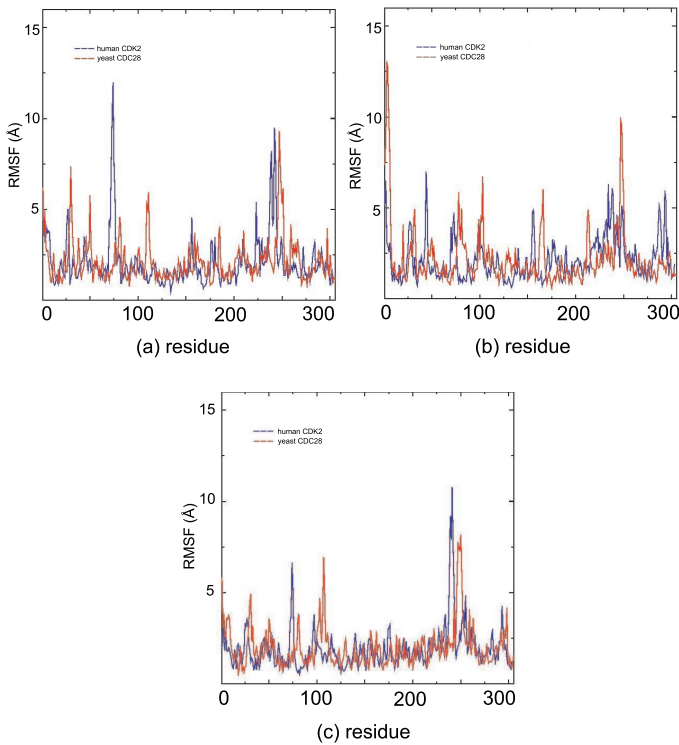 15
10
5
RMSF (Å)
human CDK2
yeast CDC28
0 100 200 300
(a) residue
15
10
5
RMSF (Å)
human CDK2
yeast CDC28
0 100 200 300
(b) residue
15
10
5
RMSF (Å)
human CDK2
yeast CDC28
0 100 200 300
(c) residue